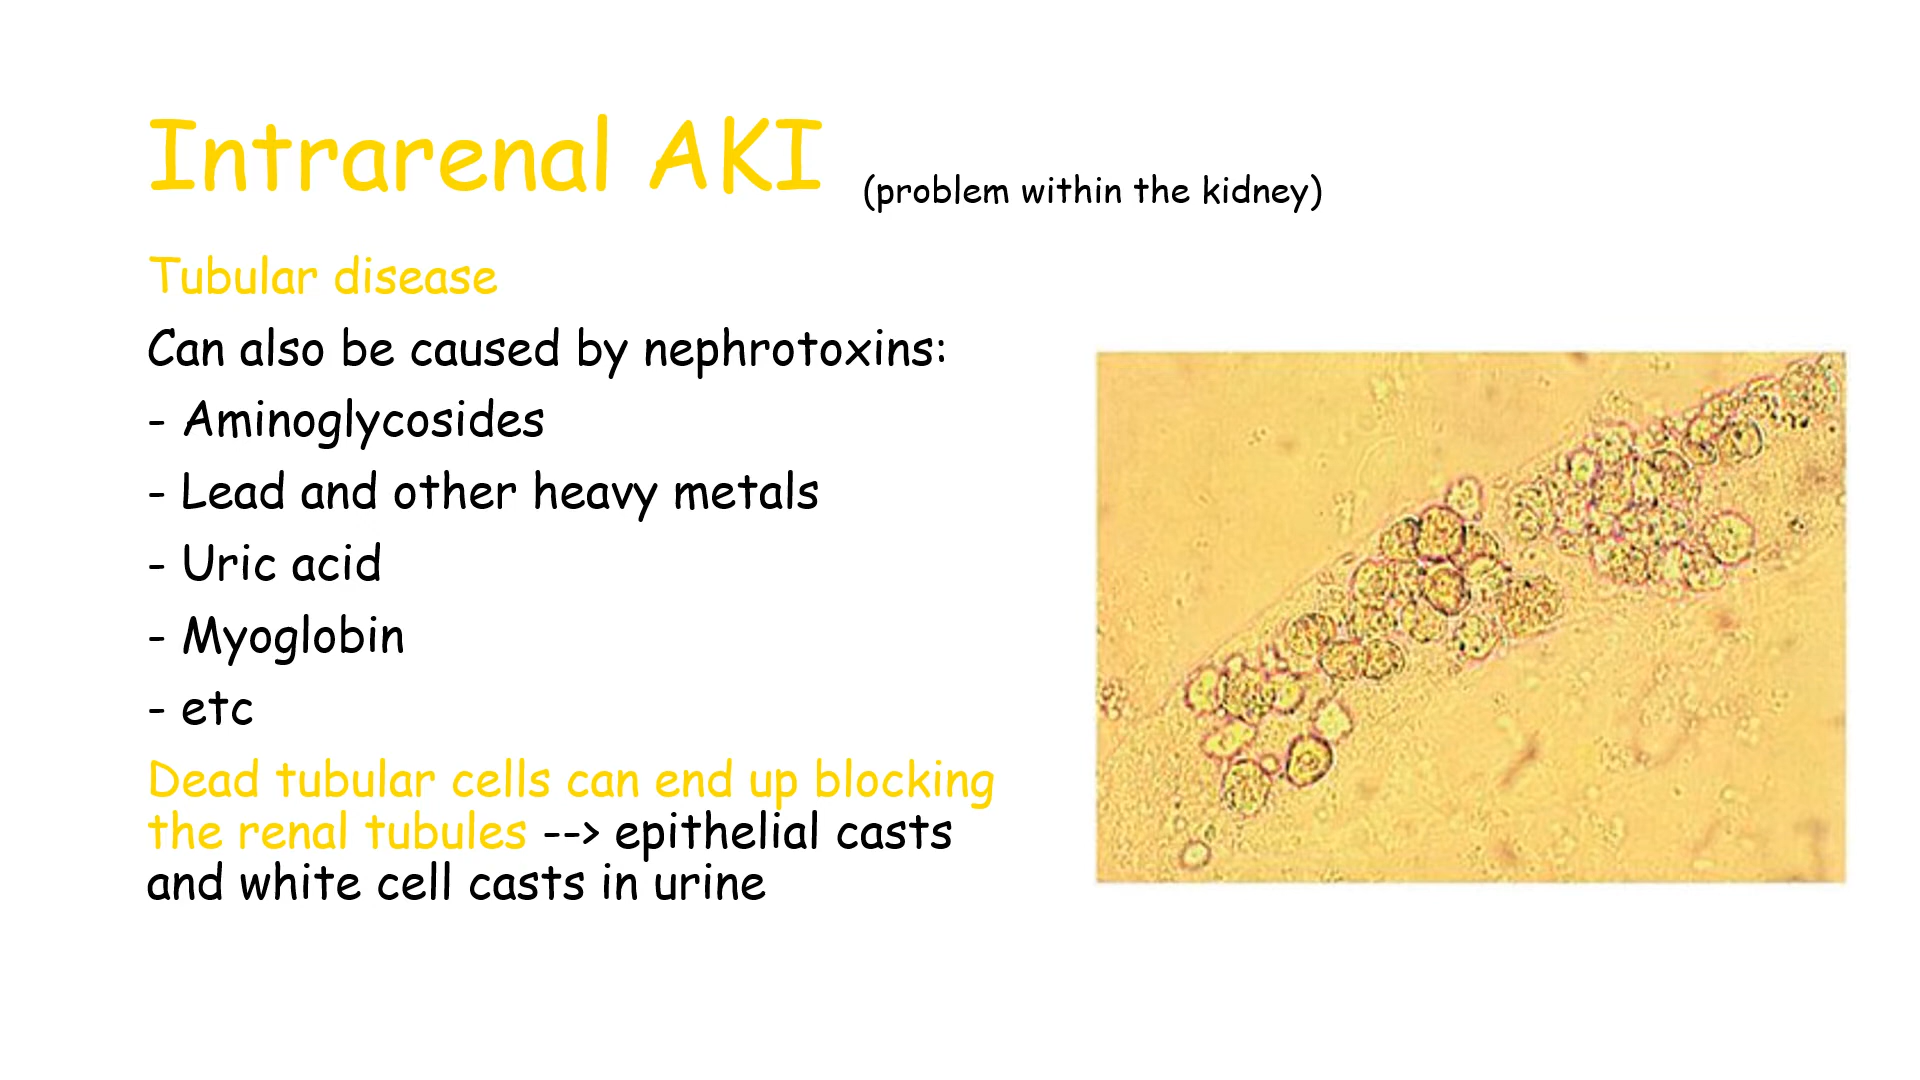 Intrarenal AKI (problem within the kidney)
Tubular disease
Can also be caused by nephrotoxins:
- Aminoglycosides
- Lead and other heavy metals
- Uric acid
- Myoglobin
- etc
Dead tubular cells can end up blocking
the renal tubules --> epithelial casts
and white cell casts in urine